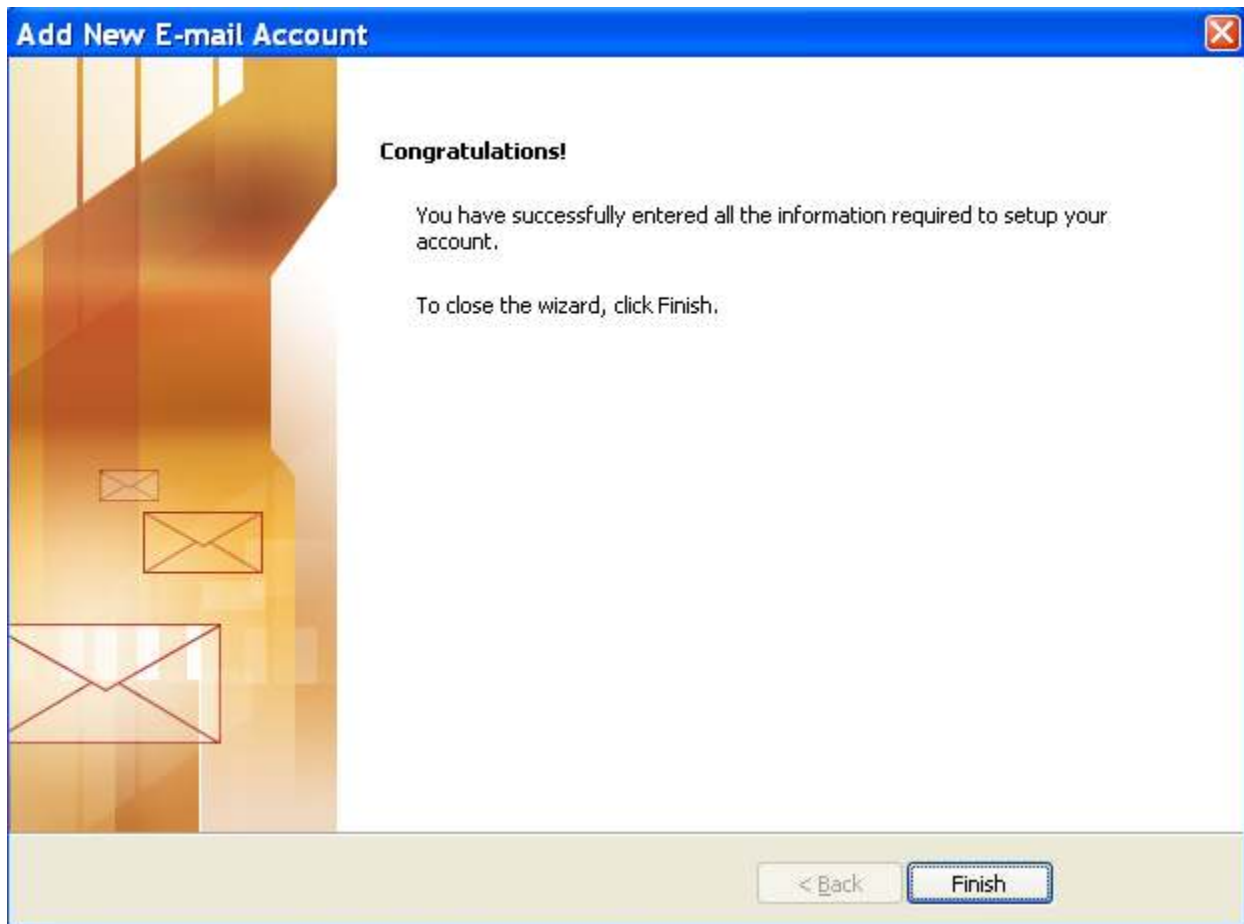 Add New E-mail Account
Congratulations!
You have successfully entered all the information required to setup your
account.
To close the wizard, click Finish.
< Back
Finish